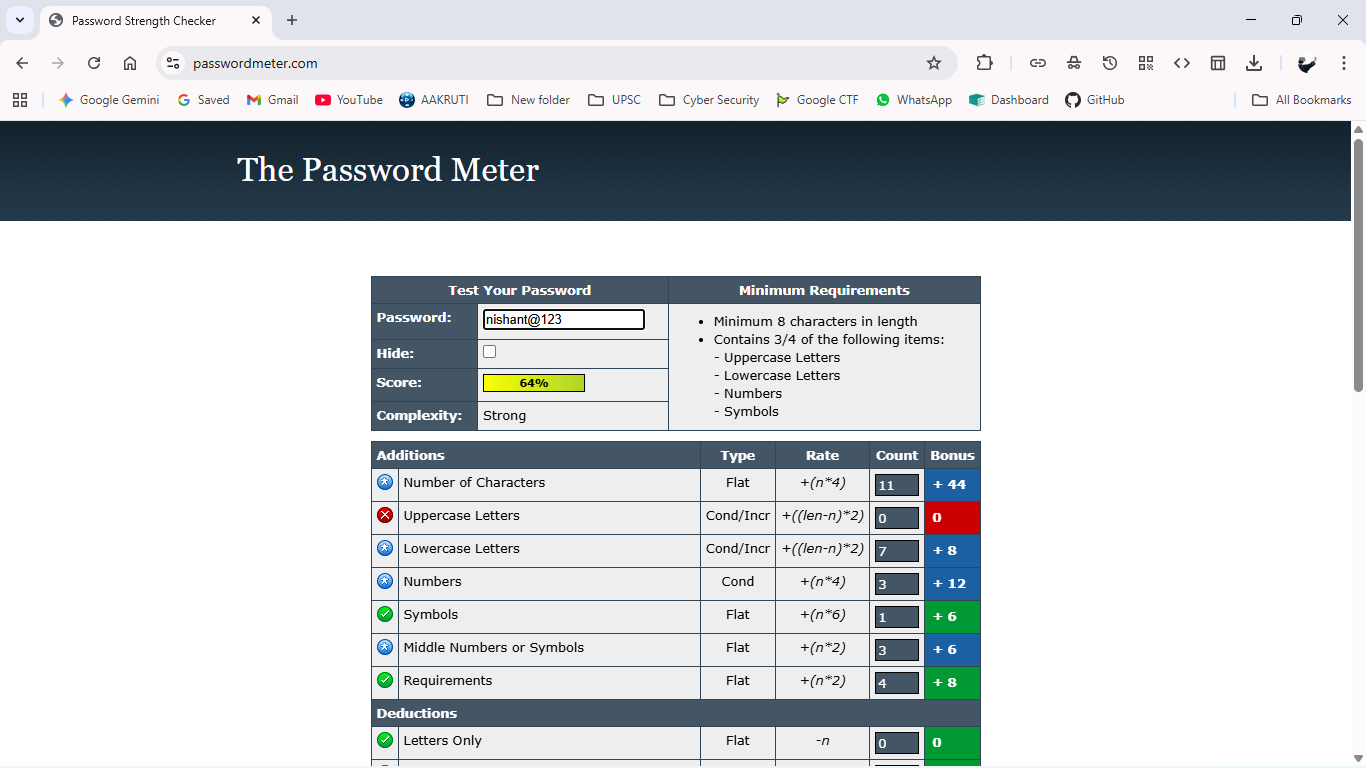 Password Strength Checker
passwordmeter.com
Google Gemini Saved Gmail YouTube AAKRUTI New folder UPSC Cyber Security Google CTF WhatsApp Dashboard GitHub All Bookmarks
The Password Meter
Test Your Password Minimum Requirements
Password: nishant@123
Hide:
Score: 64%
Complexity: Strong
• Minimum 8 characters in length
• Contains 3/4 of the following items:
- Uppercase Letters
- Lowercase Letters
- Numbers
- Symbols
Additions Type Rate Count Bonus
Number of Characters Flat +(n*4) 11 + 44
Uppercase Letters Cond/Incr +((len-n)*2) 0 0
Lowercase Letters Cond/Incr +((len-n)*2) 7 + 8
Numbers Cond +(n*4) 3 + 12
Symbols Flat +(n*6) 1 + 6
Middle Numbers or Symbols Flat +(n*2) 3 + 6
Requirements Flat +(n*2) 4 + 8
Deductions
Letters Only Flat -n 0 0